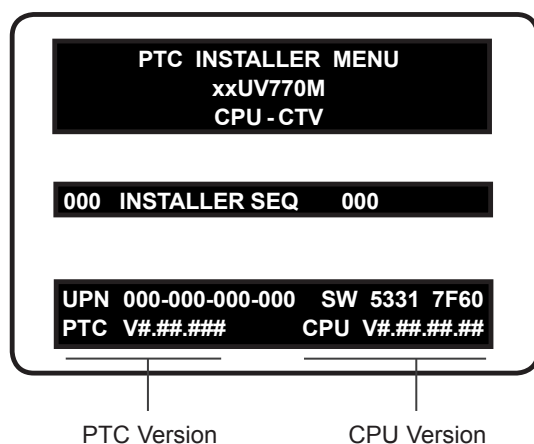 PTC INSTALLER MENU
xxUV770M
CPU - CTV
000 INSTALLER SEQ 000
UPN 000-000-000-000 SW 5331 7F60
PTC V#.##.### CPU V#.##.##.##
PTC Version CPU Version